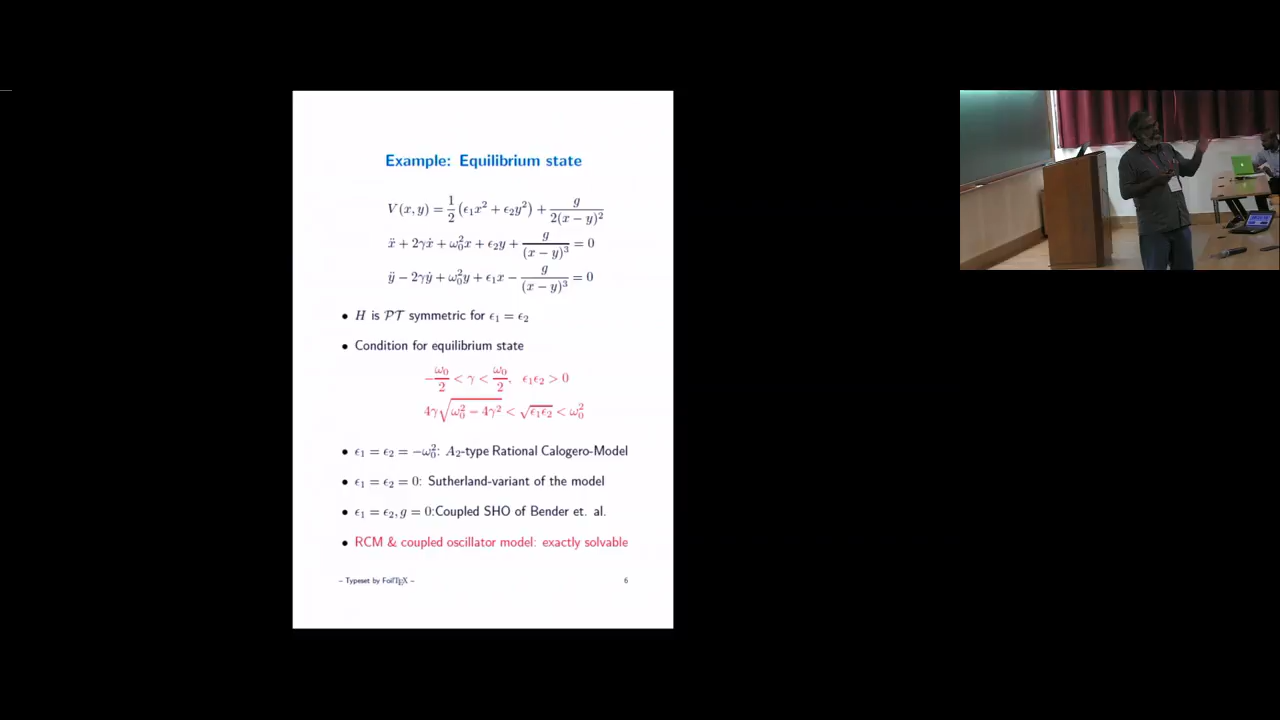 Example: Equilibrium state
V(x, y) = 1/2 (ϵ₁x² + ϵ₂y²) + g/(2(x − y)²)
ẍ + 2γẋ + ω₀²x + ϵ₂y + g/(x − y)³ = 0
ÿ − 2γẏ + ω₀²y + ϵ₁x − g/(x − y)³ = 0
• H is 𝒫𝒯 symmetric for ϵ₁ = ϵ₂
• Condition for equilibrium state
−ω₀/2 < γ < ω₀/2, ϵ₁ϵ₂ > 0
4γ√(ω₀² − 4γ²) < √(ϵ₁ϵ₂) < ω₀²
• ϵ₁ = ϵ₂ = −ω₀²: A₂-type Rational Calogero-Model
• ϵ₁ = ϵ₂ = 0: Sutherland-variant of the model
• ϵ₁ = ϵ₂, g = 0:Coupled SHO of Bender et. al.
• RCM & coupled oscillator model: exactly solvable
– Typeset by FoilTEX – 6